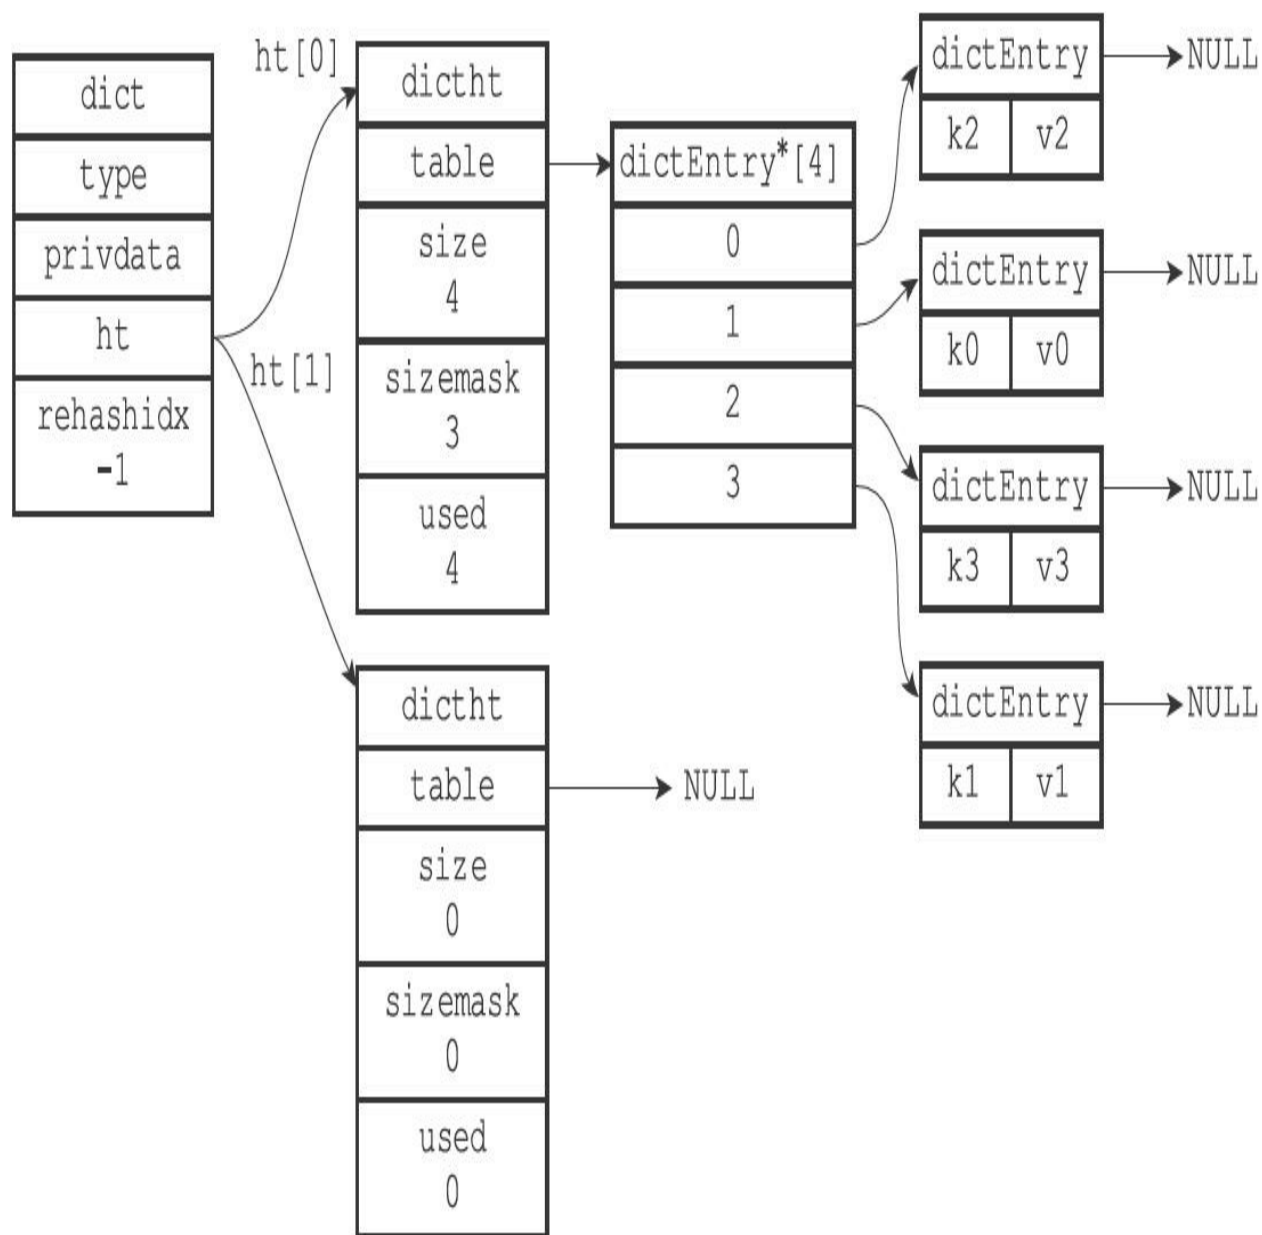 dict
type
privdata
ht
rehashidx
-1
ht[0]
ht[1]
dictht
table
size
4
sizemask
3
used
4
dictht
table
NULL
size
0
sizemask
0
used
0
dictEntry*[4]
0
1
2
3
dictEntry NULL
k2 v2
dictEntry NULL
k0 v0
dictEntry NULL
k3 v3
dictEntry NULL
k1 v1